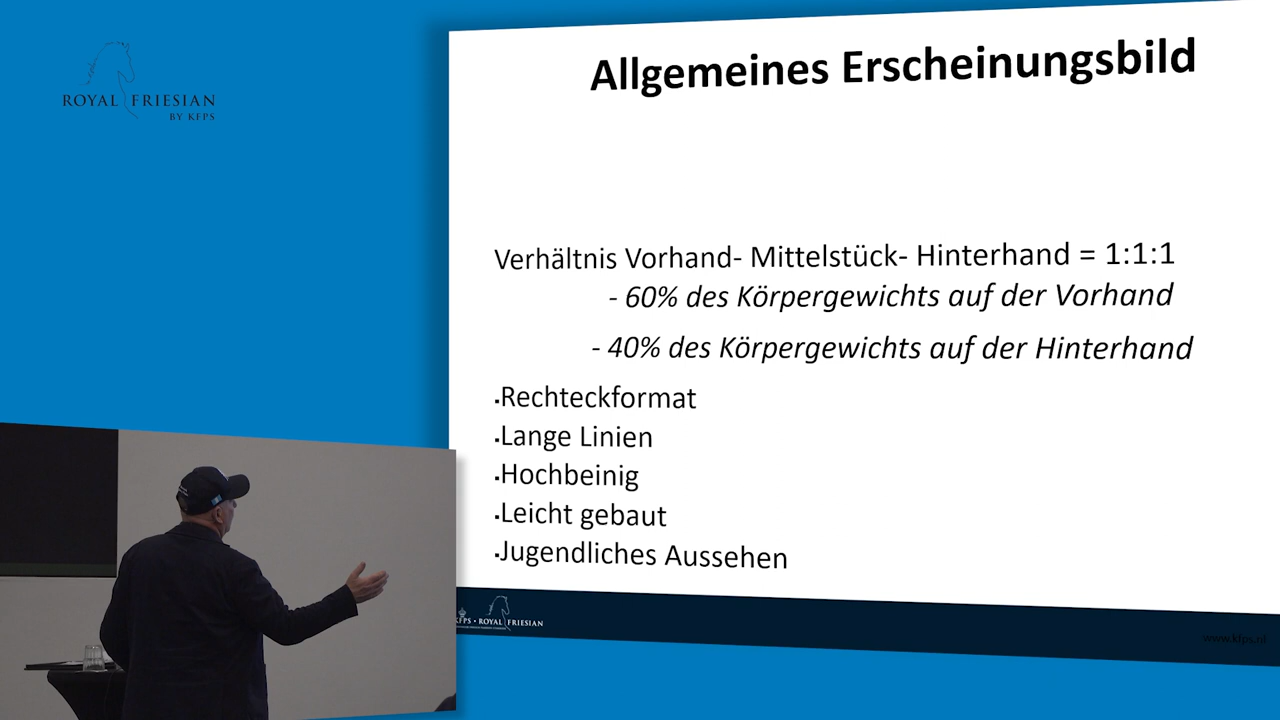 ROYAL FRIESIAN
BY KFPS
Allgemeines Erscheinungsbild
Verhältnis Vorhand- Mittelstück- Hinterhand = 1:1:1
- 60% des Körpergewichts auf der Vorhand
- 40% des Körpergewichts auf der Hinterhand
▪Rechteckformat
▪Lange Linien
▪Hochbeinig
▪Leicht gebaut
▪Jugendliches Aussehen
KFPS • ROYAL FRIESIAN
www.kfps.nl